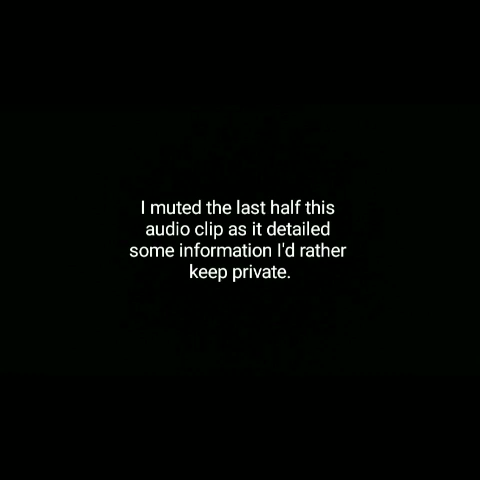 I muted the last half this
audio clip as it detailed
some information I'd rather
keep private.